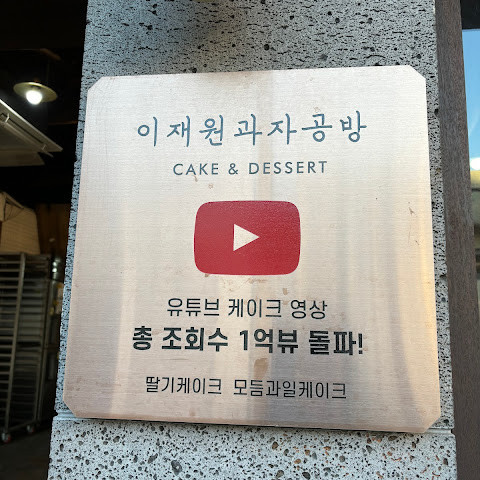 이재원과자공방
CAKE & DESSERT
유튜브 케이크 영상
총 조회수 1억뷰 돌파!
딸기케이크 모듬과일케이크